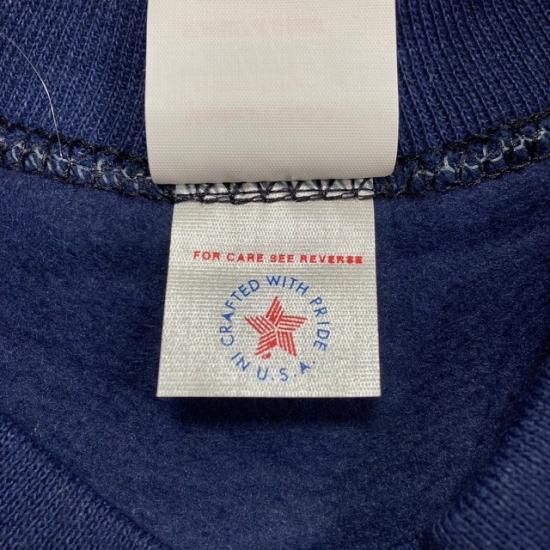 FOR CARE SEE REVERSE
CRAFTED WITH PRIDE
IN U.S.A.